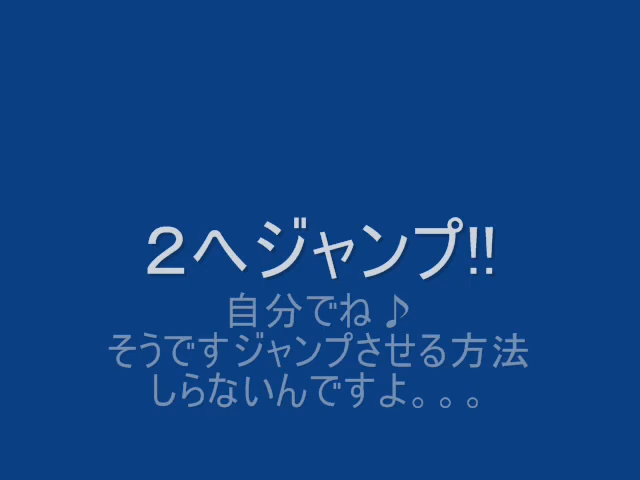 ２へジャンプ!!
自分でね♪
そうですジャンプさせる方法
しらないんですよ。。。